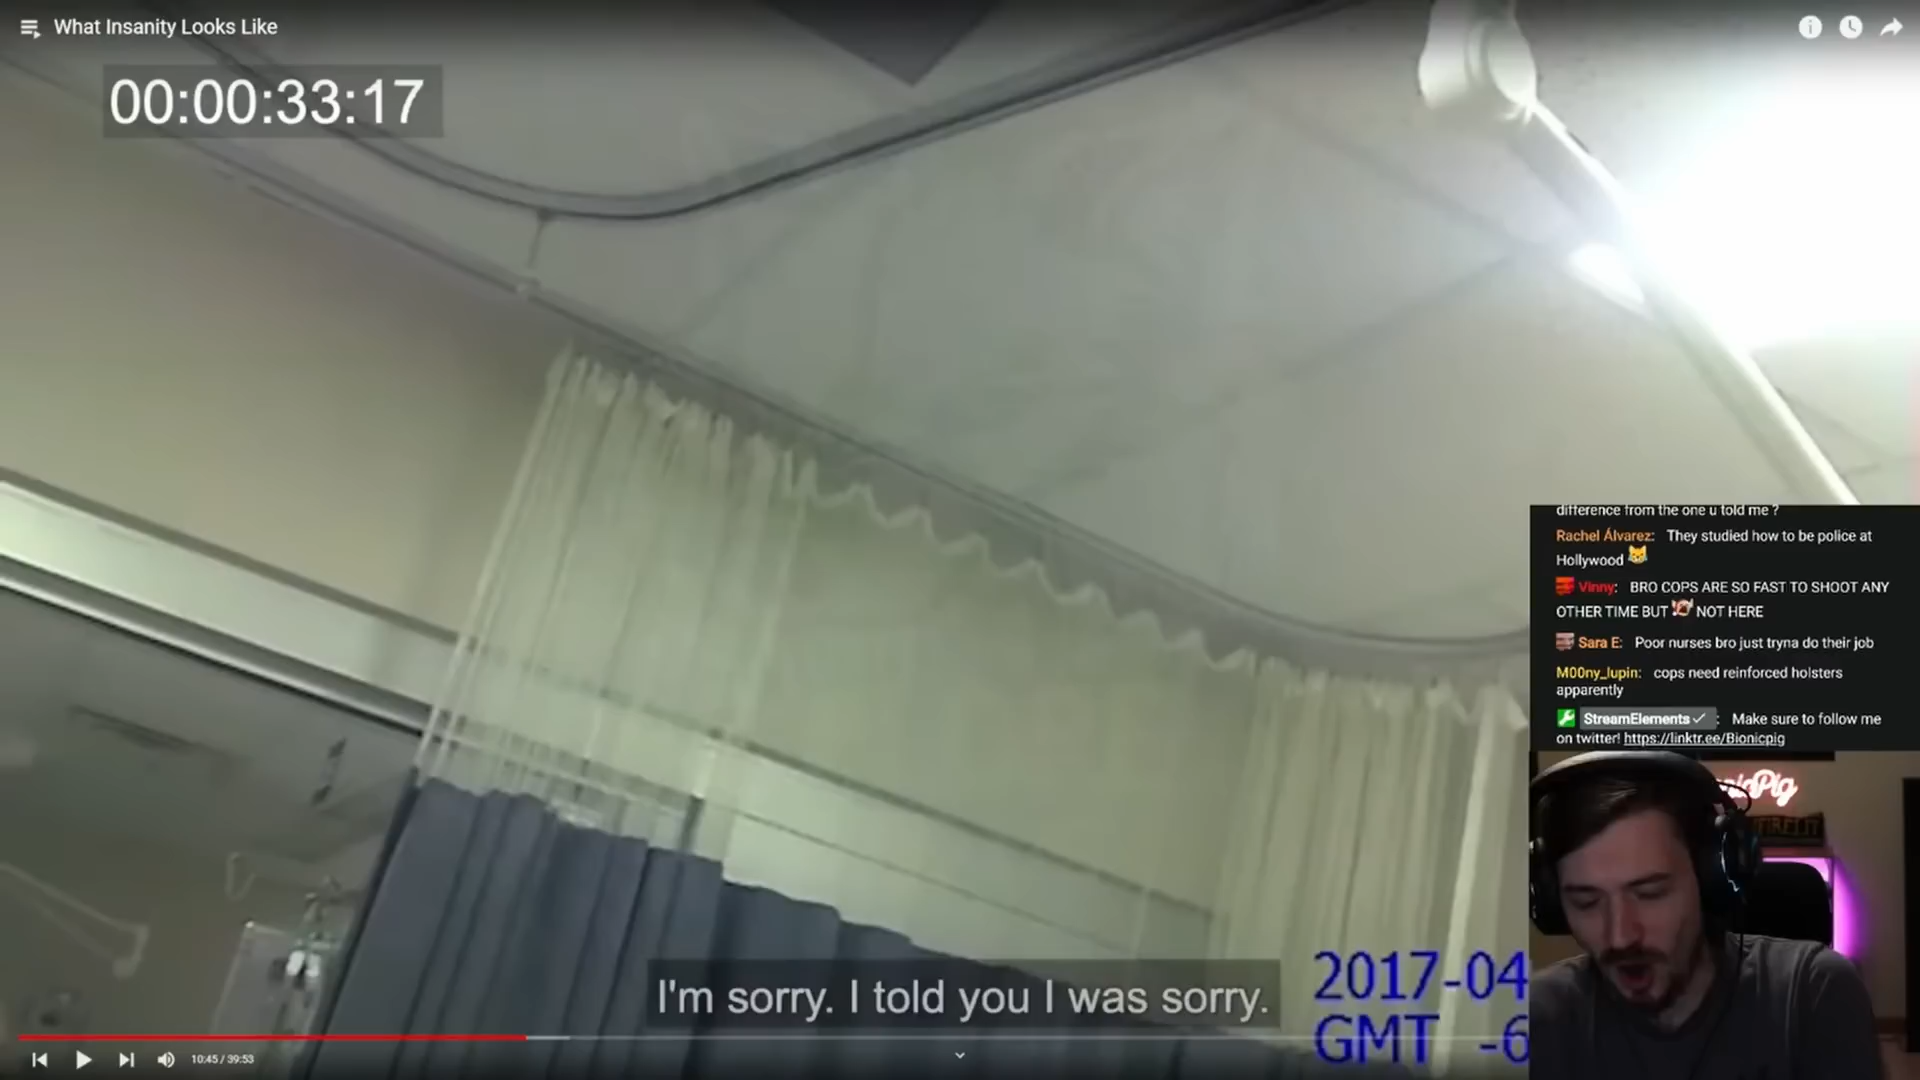 What Insanity Looks Like
00:00:33:17
difference from the one u told me ?
Rachel Álvarez: They studied how to be police at
Hollywood
Vinny: BRO COPS ARE SO FAST TO SHOOT ANY
OTHER TIME BUT NOT HERE
Sara E: Poor nurses bro just tryna do their job
M00ny_lupin: cops need reinforced holsters
apparently
StreamElements : Make sure to follow me
on twitter! https://linktr.ee/Bionicpig
I'm sorry. I told you I was sorry.
2017-04
GMT -6
10:45 / 39:53